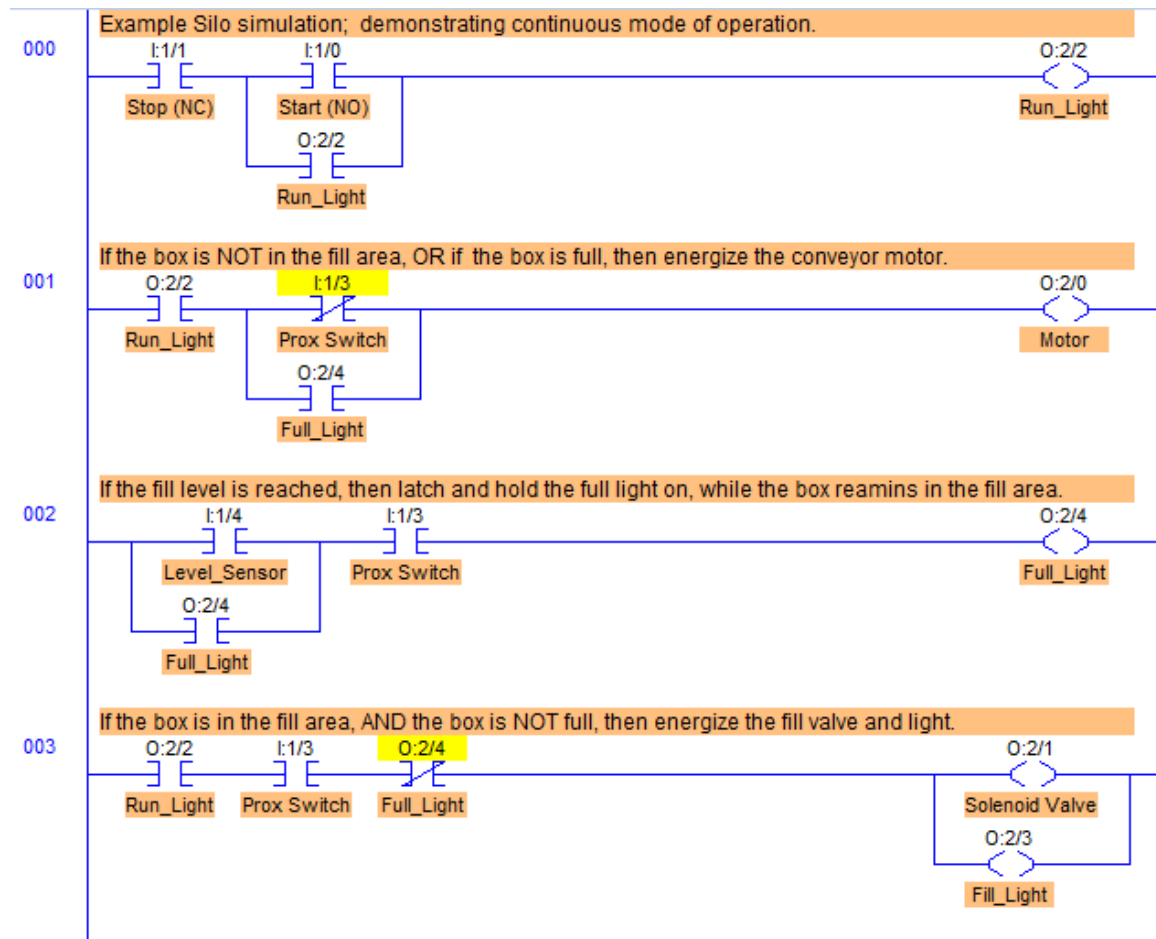 Example Silo simulation;  demonstrating continuous mode of operation.
000
I:1/1 I:1/0 O:2/2
Stop (NC) Start (NO) Run_Light
O:2/2
Run_Light
If the box is NOT in the fill area, OR if  the box is full, then energize the conveyor motor.
001
O:2/2 I:1/3 O:2/0
Run_Light Prox Switch Motor
O:2/4
Full_Light
If the fill level is reached, then latch and hold the full light on, while the box reamins in the fill area.
002
I:1/4 I:1/3 O:2/4
Level_Sensor Prox Switch Full_Light
O:2/4
Full_Light
If the box is in the fill area, AND the box is NOT full, then energize the fill valve and light.
003
O:2/2 I:1/3 O:2/4 O:2/1
Run_Light Prox Switch Full_Light Solenoid Valve
O:2/3
Fill_Light